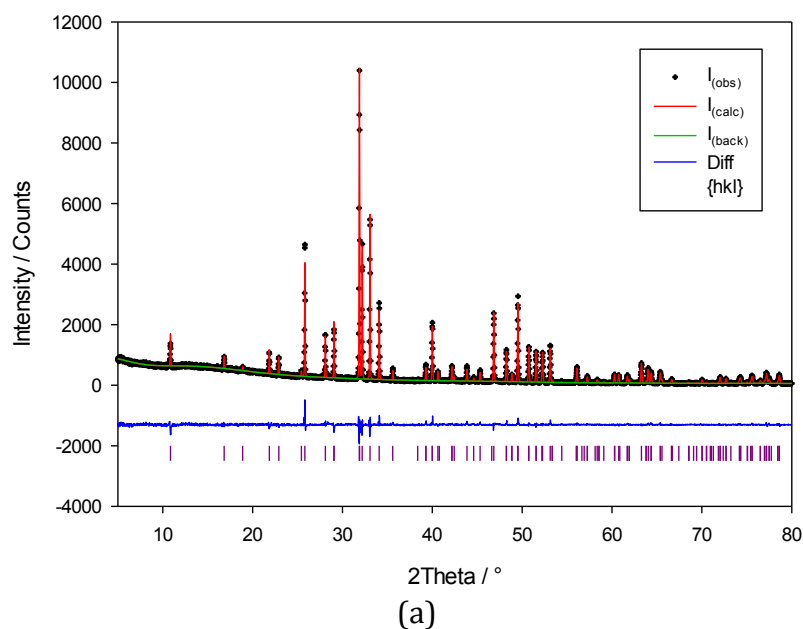 12000
10000
8000
6000
4000
2000
0
-2000
-4000
Intensity / Counts
I(obs)
I(calc)
I(back)
Diff
{hkl}
10 20 30 40 50 60 70 80
2Theta / °
(a)